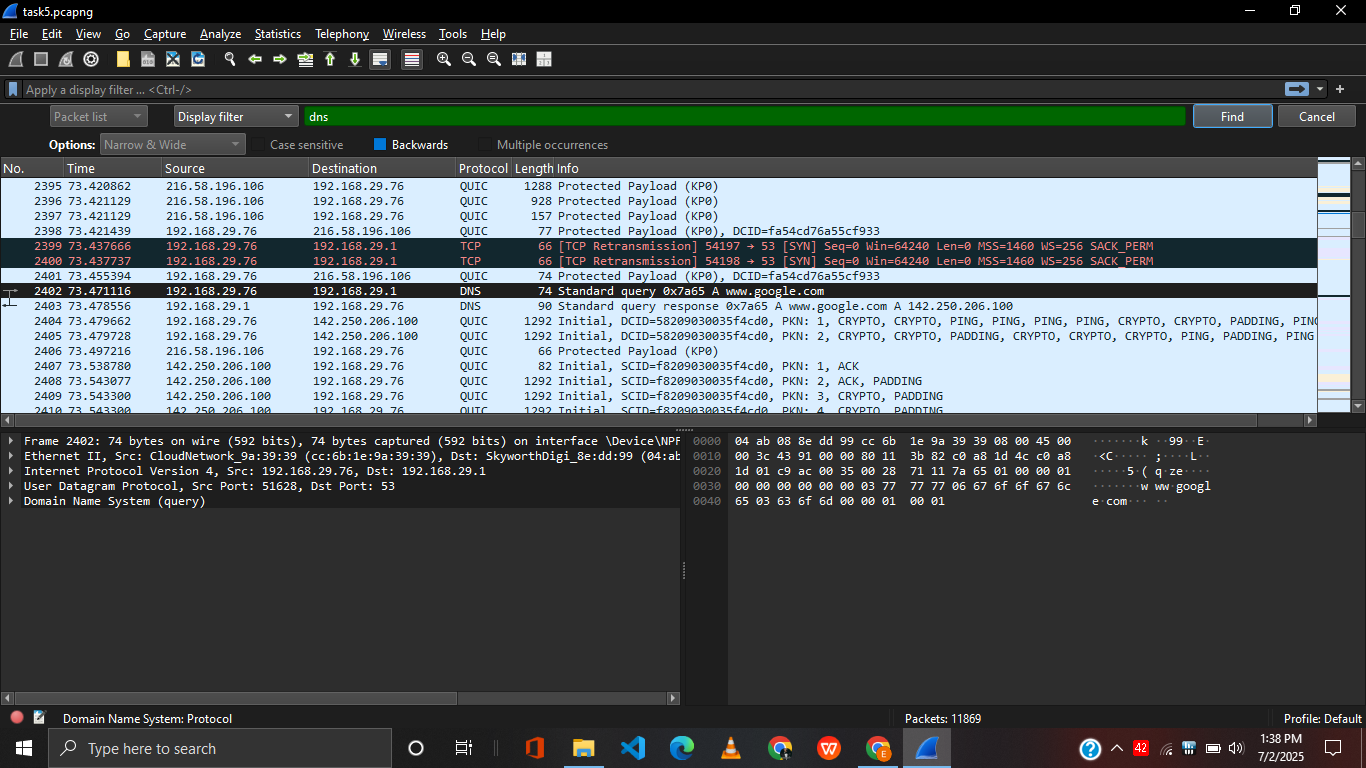 task5.pcapng
File Edit View Go Capture Analyze Statistics Telephony Wireless Tools Help
Apply a display filter ... <Ctrl-/>
Packet list Display filter dns Find Cancel
Options: Narrow & Wide Case sensitive Backwards Multiple occurrences
No. Time Source Destination Protocol Length Info
2395 73.420862 216.58.196.106 192.168.29.76 QUIC 1288 Protected Payload (KP0)
2396 73.421129 216.58.196.106 192.168.29.76 QUIC 928 Protected Payload (KP0)
2397 73.421129 216.58.196.106 192.168.29.76 QUIC 157 Protected Payload (KP0)
2398 73.421439 192.168.29.76 216.58.196.106 QUIC 77 Protected Payload (KP0), DCID=fa54cd76a55cf933
2399 73.437666 192.168.29.76 192.168.29.1 TCP 66 [TCP Retransmission] 54197 → 53 [SYN] Seq=0 Win=64240 Len=0 MSS=1460 WS=256 SACK_PERM
2400 73.437737 192.168.29.76 192.168.29.1 TCP 66 [TCP Retransmission] 54198 → 53 [SYN] Seq=0 Win=64240 Len=0 MSS=1460 WS=256 SACK_PERM
2401 73.455394 192.168.29.76 216.58.196.106 QUIC 74 Protected Payload (KP0), DCID=fa54cd76a55cf933
2402 73.471116 192.168.29.76 192.168.29.1 DNS 74 Standard query 0x7a65 A www.google.com
2403 73.478556 192.168.29.1 192.168.29.76 DNS 90 Standard query response 0x7a65 A www.google.com A 142.250.206.100
2404 73.479662 192.168.29.76 142.250.206.100 QUIC 1292 Initial, DCID=58209030035f4cd0, PKN: 1, CRYPTO, CRYPTO, PING, PING, PING, PING, CRYPTO, CRYPTO, PADDING, PING
2405 73.479728 192.168.29.76 142.250.206.100 QUIC 1292 Initial, DCID=58209030035f4cd0, PKN: 2, CRYPTO, CRYPTO, PADDING, CRYPTO, CRYPTO, CRYPTO, PING, PADDING, PING
2406 73.497216 216.58.196.106 192.168.29.76 QUIC 66 Protected Payload (KP0)
2407 73.538780 142.250.206.100 192.168.29.76 QUIC 82 Initial, SCID=f8209030035f4cd0, PKN: 1, ACK
2408 73.543077 142.250.206.100 192.168.29.76 QUIC 1292 Initial, SCID=f8209030035f4cd0, PKN: 2, ACK, PADDING
2409 73.543300 142.250.206.100 192.168.29.76 QUIC 1292 Initial, SCID=f8209030035f4cd0, PKN: 3, CRYPTO, PADDING
2410 73.543300 142.250.206.100 192.168.29.76 QUIC 1292 Initial, SCID=f8209030035f4cd0, PKN: 4, CRYPTO, PADDING
Frame 2402: 74 bytes on wire (592 bits), 74 bytes captured (592 bits) on interface \Device\NPF
Ethernet II, Src: CloudNetwork_9a:39:39 (cc:6b:1e:9a:39:39), Dst: SkyworthDigi_8e:dd:99 (04:ab
Internet Protocol Version 4, Src: 192.168.29.76, Dst: 192.168.29.1
User Datagram Protocol, Src Port: 51628, Dst Port: 53
Domain Name System (query)
0000 04 ab 08 8e dd 99 cc 6b 1e 9a 39 39 08 00 45 00 ·······k ··99··E·
0010 00 3c 43 91 00 00 80 11 3b 82 c0 a8 1d 4c c0 a8 ·<C····· ;····L··
0020 1d 01 c9 ac 00 35 00 28 71 11 7a 65 01 00 00 01 ·····5·( q·ze····
0030 00 00 00 00 00 00 03 77 77 77 06 67 6f 6f 67 6c ·······w ww·googl
0040 65 03 63 6f 6d 00 00 01 00 01 e·com··· ··
Domain Name System: Protocol Packets: 11869 Profile: Default
Type here to search
42
1:38 PM
7/2/2025